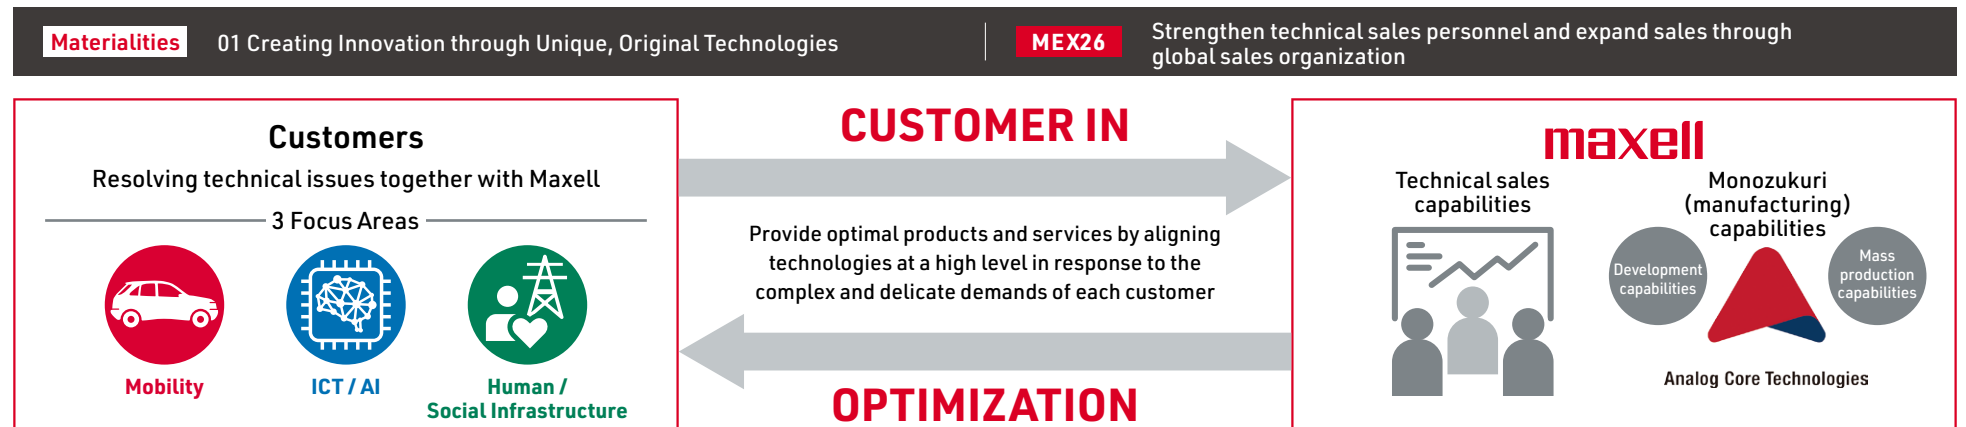 Materialities
01 Creating Innovation through Unique, Original Technologies
MEX26
Strengthen technical sales personnel and expand sales through
global sales organization
Customers
Resolving technical issues together with Maxell
3 Focus Areas
Mobility
ICT / AI
Human /
Social Infrastructure
CUSTOMER IN
Provide optimal products and services by aligning
technologies at a high level in response to the
complex and delicate demands of each customer
OPTIMIZATION
maxell
Technical sales
capabilities
Monozukuri
(manufacturing)
capabilities
Development
capabilities
Mass
production
capabilities
Analog Core Technologies